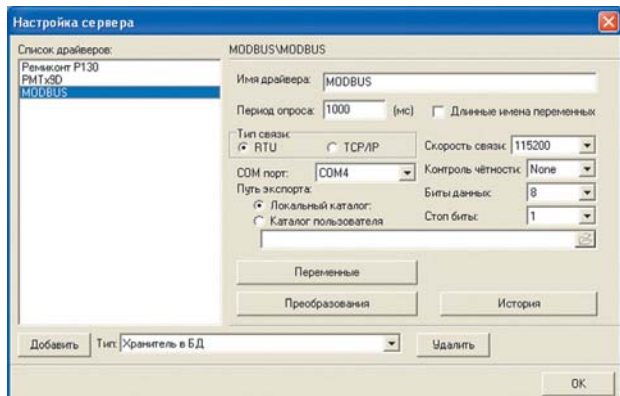 Настройка сервера
Список драйверов:
Ремиконт Р130
РМТх9D
MODBUS
MODBUS\MODBUS
Имя драйвера: MODBUS
Период опроса: 1000 (мс) Длинные имена переменных
Тип связи:
RTU TCP/IP
Скорость связи: 115200
COM порт: COM4
Контроль чётности: None
Путь экспорта:
Биты данных: 8
Локальный каталог:
Стоп биты: 1
Каталог пользователя
Переменные
Преобразования История
Добавить Тип: Хранитель в БД Удалить
OK